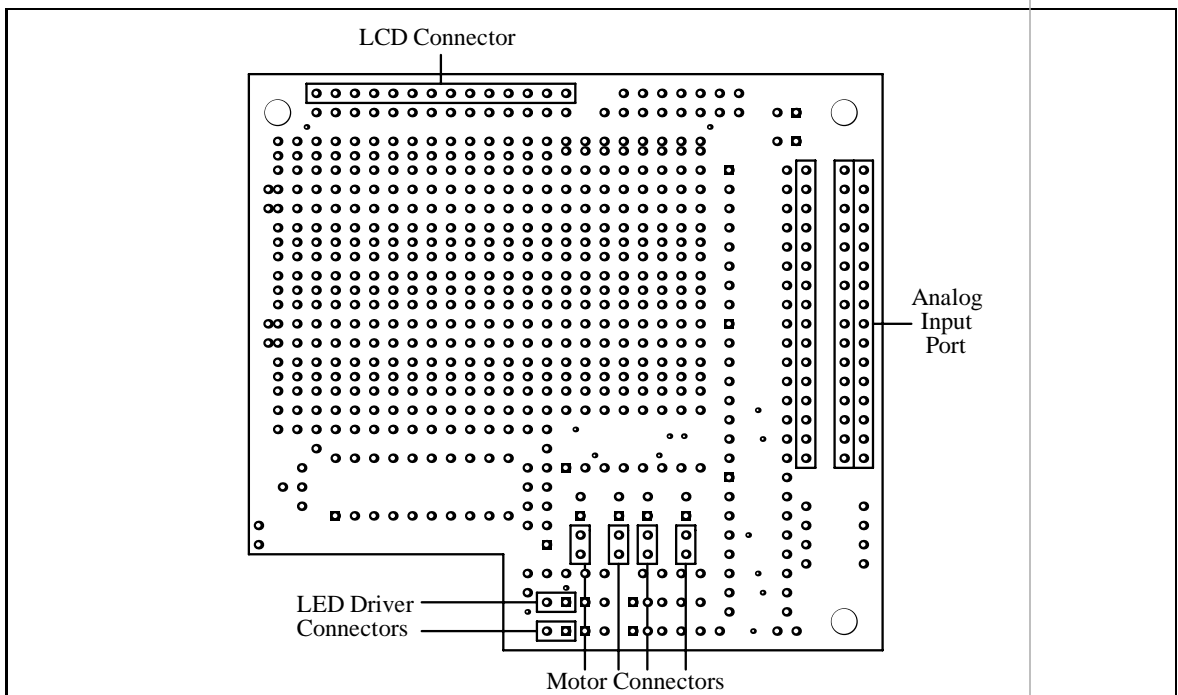 LCD Connector
Analog
Input
Port
LED Driver
Connectors
Motor Connectors